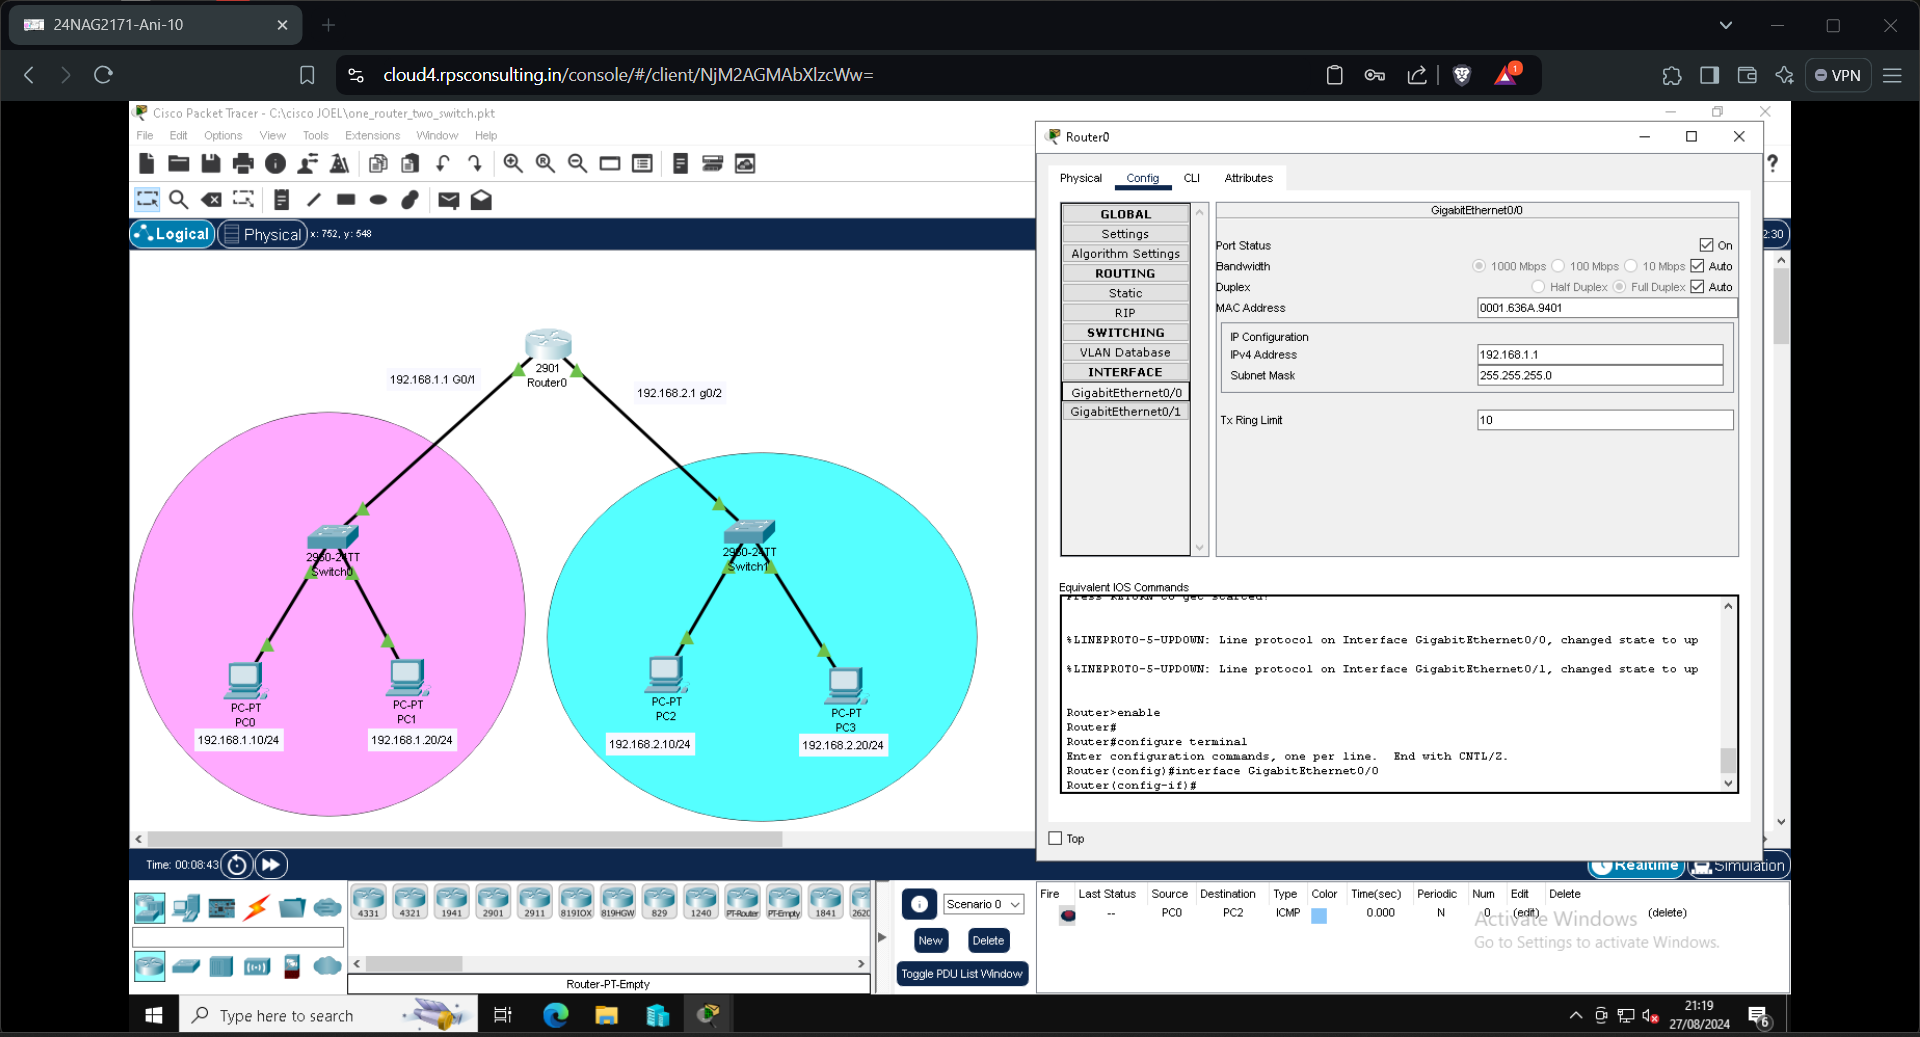 24NAG2171-Ani-10
cloud4.rpsconsulting.in/console/#/client/NjM2AGMAbXlzcWw=
1
VPN
Cisco Packet Tracer - C:\cisco JOEL\one_router_two_switch.pkt
File Edit Options View Tools Extensions Window Help
Logical Physical x: 752, y: 548
2:30
2901
Router0
192.168.1.1 G0/1
192.168.2.1 g0/2
2960-24TT
Switch0
2960-24TT
Switch1
PC-PT
PC0
192.168.1.10/24
PC-PT
PC1
192.168.1.20/24
PC-PT
PC2
192.168.2.10/24
PC-PT
PC3
192.168.2.20/24
Router0
Physical Config CLI Attributes
GLOBAL
Settings
Algorithm Settings
ROUTING
Static
RIP
SWITCHING
VLAN Database
INTERFACE
GigabitEthernet0/0
GigabitEthernet0/1
GigabitEthernet0/0
Port Status On
Bandwidth 1000 Mbps 100 Mbps 10 Mbps Auto
Duplex Half Duplex Full Duplex Auto
MAC Address 0001.636A.9401
IP Configuration
IPv4 Address 192.168.1.1
Subnet Mask 255.255.255.0
Tx Ring Limit 10
Equivalent IOS Commands
Press RETURN to get started!
%LINEPROTO-5-UPDOWN: Line protocol on Interface GigabitEthernet0/0, changed state to up
%LINEPROTO-5-UPDOWN: Line protocol on Interface GigabitEthernet0/1, changed state to up
Router>enable
Router#
Router#configure terminal
Enter configuration commands, one per line. End with CNTL/Z.
Router(config)#interface GigabitEthernet0/0
Router(config-if)#
Top
Time: 00:08:43
Realtime Simulation
4331 4321 1941 2901 2911 819IOX 819HGW 829 1240 PT-Router PT-Empty 1841 2620
Router-PT-Empty
Scenario 0
New Delete
Toggle PDU List Window
Fire Last Status Source Destination Type Color Time(sec) Periodic Num Edit Delete
-- PC0 PC2 ICMP 0.000 N 0 (edit) (delete)
Activate Windows
Go to Settings to activate Windows.
Type here to search
21:19
27/08/2024
6